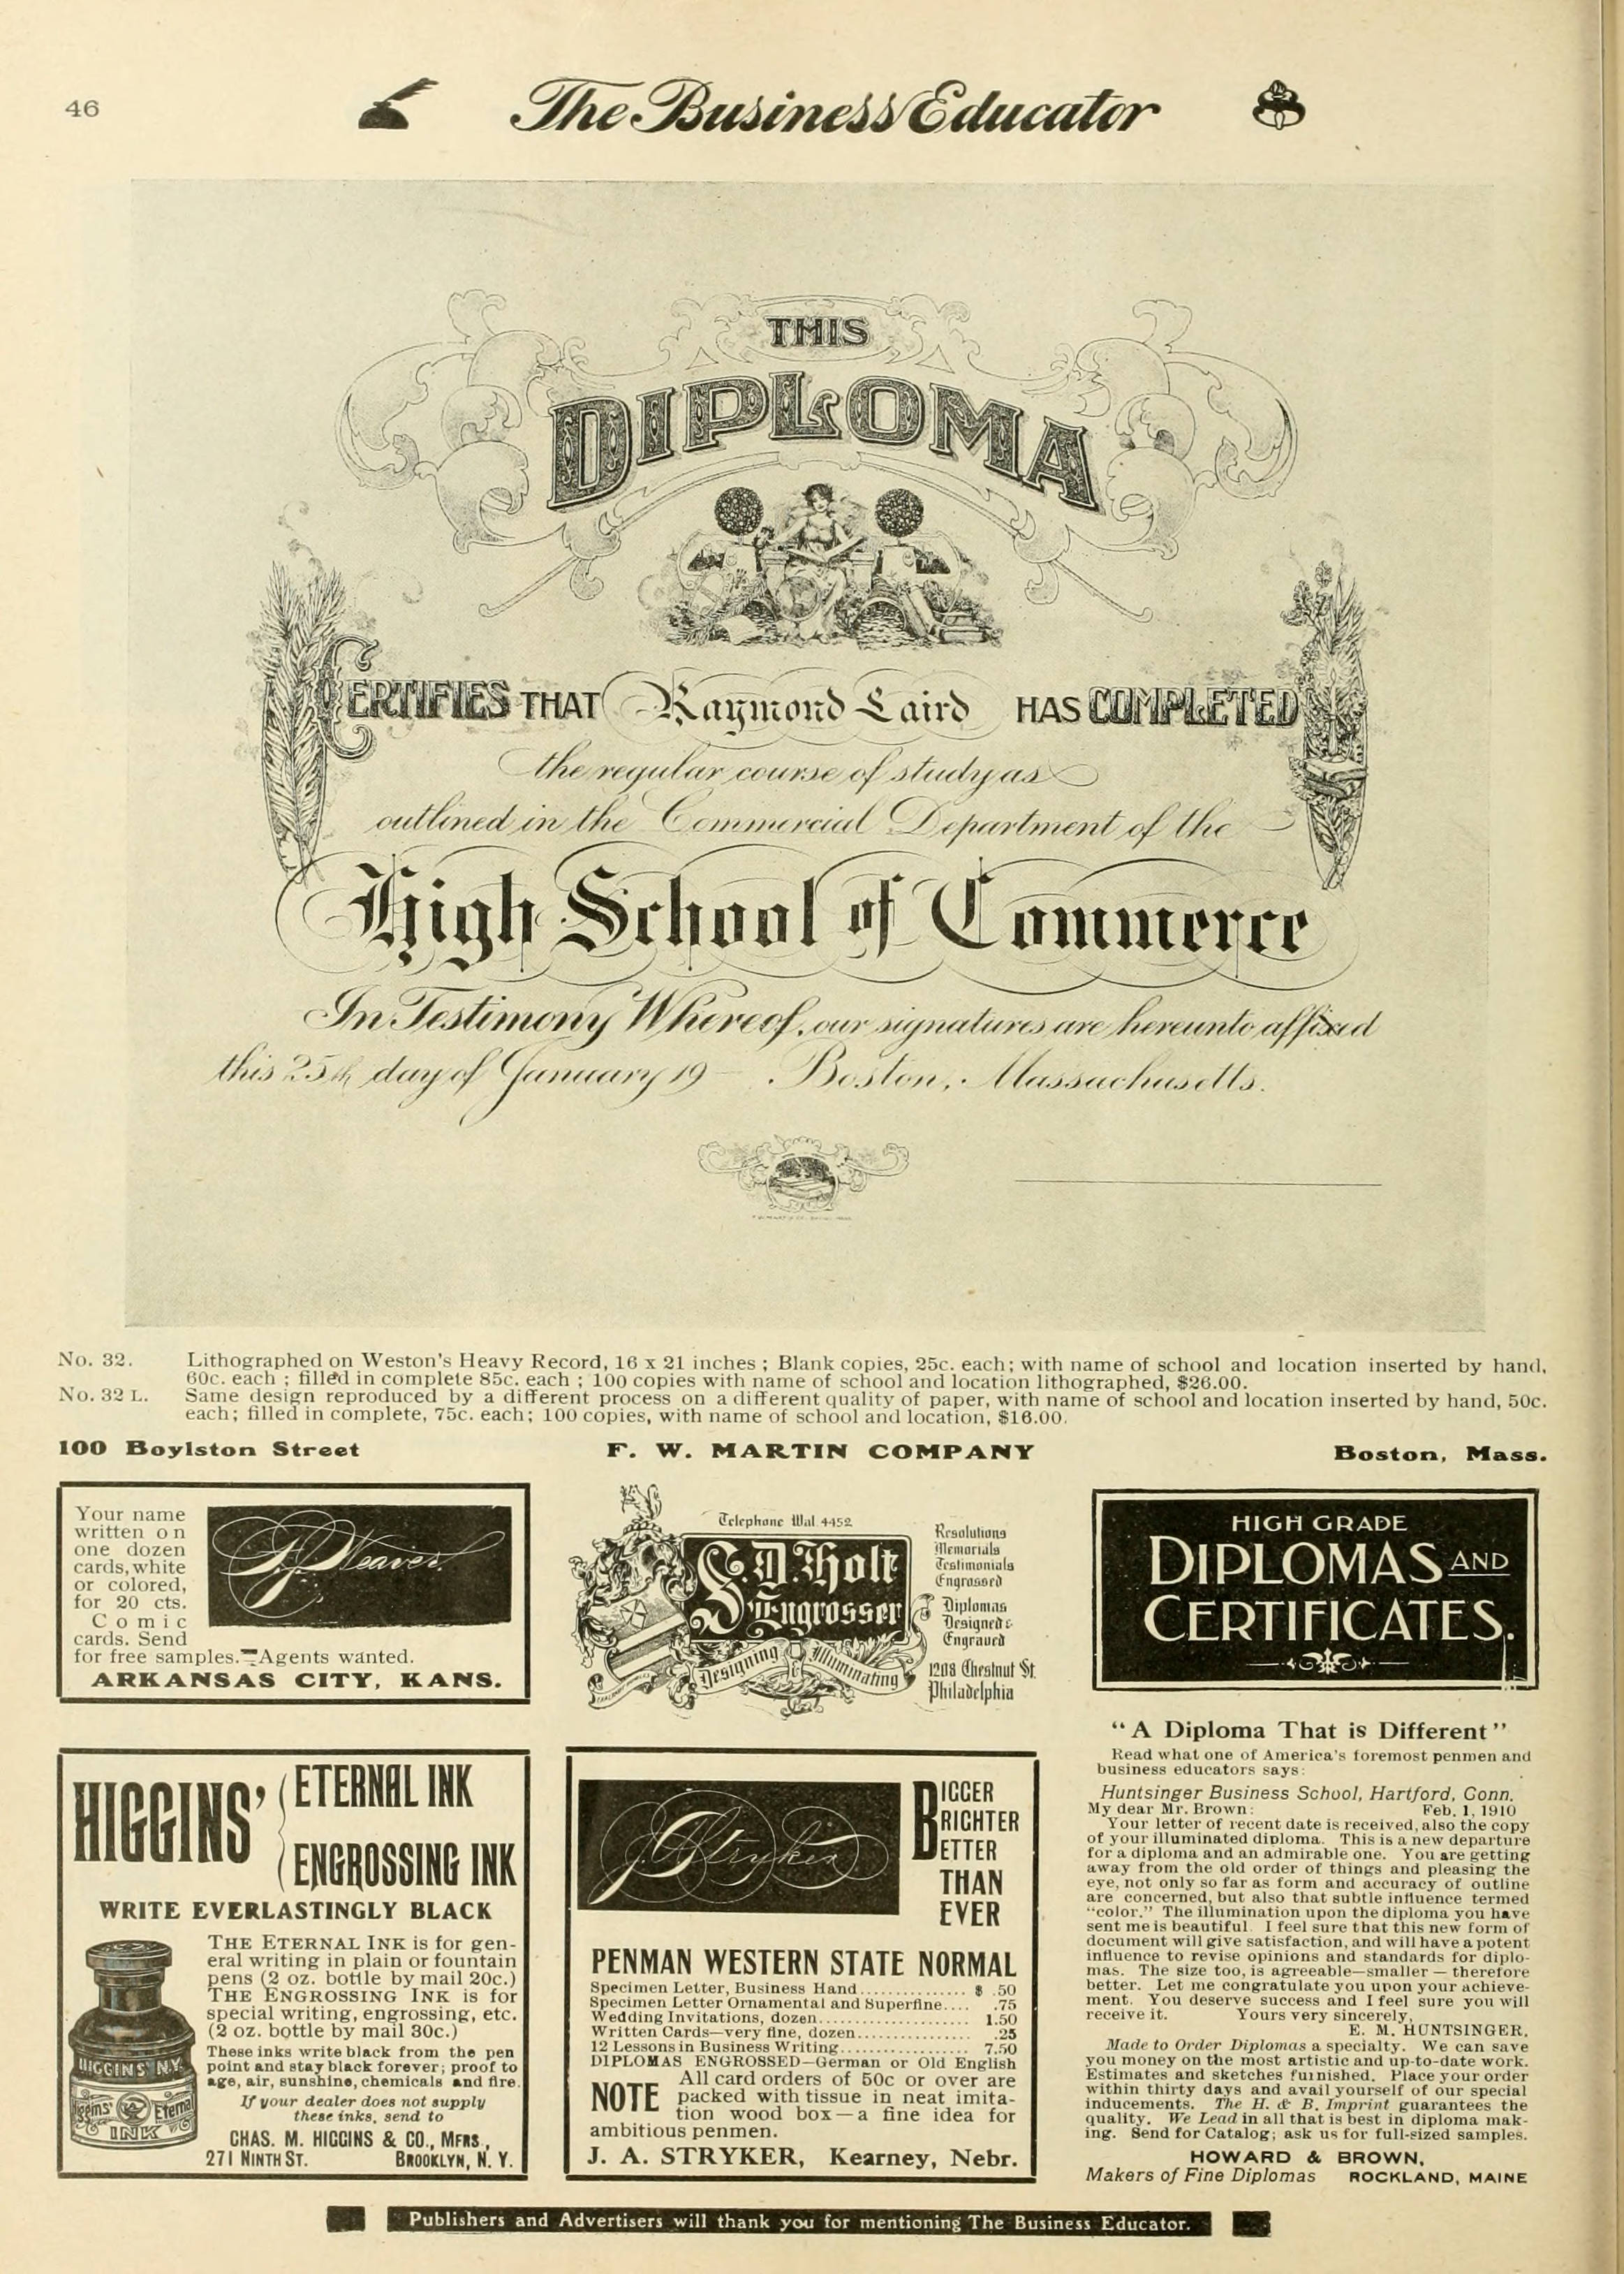 46
The Business Educator
THIS
DIPLOMA
CERTIFIES THAT Raymond Laird HAS COMPLETED
the regular course of study as
outlined in the Commercial Department of the
High School of Commerce
In Testimony Whereof, our signatures are hereunto affixed
this 25th day of January 19— . Boston, Massachusetts.
No. 32. Lithographed on Weston's Heavy Record, 16 x 21 inches ; Blank copies, 25c. each; with name of school and location inserted by hand,
60c. each ; filled in complete 85c. each ; 100 copies with name of school and location lithographed, $26.00.
No. 32 L. Same design reproduced by a different process on a different quality of paper, with name of school and location inserted by hand, 50c.
each; filled in complete, 75c. each; 100 copies, with name of school and location, $16.00.
100 Boylston Street F. W. MARTIN COMPANY Boston, Mass.
Your name
written on
one dozen
cards, white
or colored,
for 20 cts.
Comic
cards. Send
for free samples. Agents wanted.
ARKANSAS CITY, KANS.
Weaver.
Telephone Wal. 4452
S. D. Holt
Engrosser
Designing Illuminating
Resolutions
Memorials
Testimonials
Engrossed
Diplomas
Designed &
Engraved
1208 Chestnut St.
Philadelphia
HIGH GRADE
DIPLOMAS AND
CERTIFICATES.
HIGGINS' ETERNAL INK
ENGROSSING INK
WRITE EVERLASTINGLY BLACK
THE ETERNAL INK is for gen-
eral writing in plain or fountain
pens (2 oz. bottle by mail 20c.)
THE ENGROSSING INK is for
special writing, engrossing, etc.
(2 oz. bottle by mail 30c.)
These inks write black from the pen
point and stay black forever; proof to
age, air, sunshine, chemicals and fire.
If your dealer does not supply
these inks, send to
CHAS. M. HIGGINS & CO., MFRS.,
271 NINTH ST. BROOKLYN, N. Y.
HIGGINS' N.Y.
Higgins' Eternal
INK
J. A. Stryker
BIGGER
BRIGHTER
BETTER
THAN
EVER
PENMAN WESTERN STATE NORMAL
Specimen Letter, Business Hand.............. $ .50
Specimen Letter Ornamental and Superfine.... .75
Wedding Invitations, dozen.................... 1.50
Written Cards—very fine, dozen............... .25
12 Lessons in Business Writing................. 7.50
DIPLOMAS ENGROSSED—German or Old English
NOTE All card orders of 50c or over are
packed with tissue in neat imita-
tion wood box—a fine idea for
ambitious penmen.
J. A. STRYKER, Kearney, Nebr.
"A Diploma That is Different"
Read what one of America's foremost penmen and
business educators says:
Huntsinger Business School, Hartford, Conn.
My dear Mr. Brown: Feb. 1, 1910
Your letter of recent date is received, also the copy
of your illuminated diploma. This is a new departure
for a diploma and an admirable one. You are getting
away from the old order of things and pleasing the
eye, not only so far as form and accuracy of outline
are concerned, but also that subtle influence termed
"color." The illumination upon the diploma you have
sent me is beautiful. I feel sure that this new form of
document will give satisfaction, and will have a potent
influence to revise opinions and standards for diplo-
mas. The size too, is agreeable—smaller — therefore
better. Let me congratulate you upon your achieve-
ment. You deserve success and I feel sure you will
receive it. Yours very sincerely,
E. M. HUNTSINGER.
Made to Order Diplomas a specialty. We can save
you money on the most artistic and up-to-date work.
Estimates and sketches furnished. Place your order
within thirty days and avail yourself of our special
inducements. The H. & B. Imprint guarantees the
quality. We Lead in all that is best in diploma mak-
ing. Send for Catalog; ask us for full-sized samples.
HOWARD & BROWN,
Makers of Fine Diplomas ROCKLAND, MAINE
Publishers and Advertisers will thank you for mentioning The Business Educator.